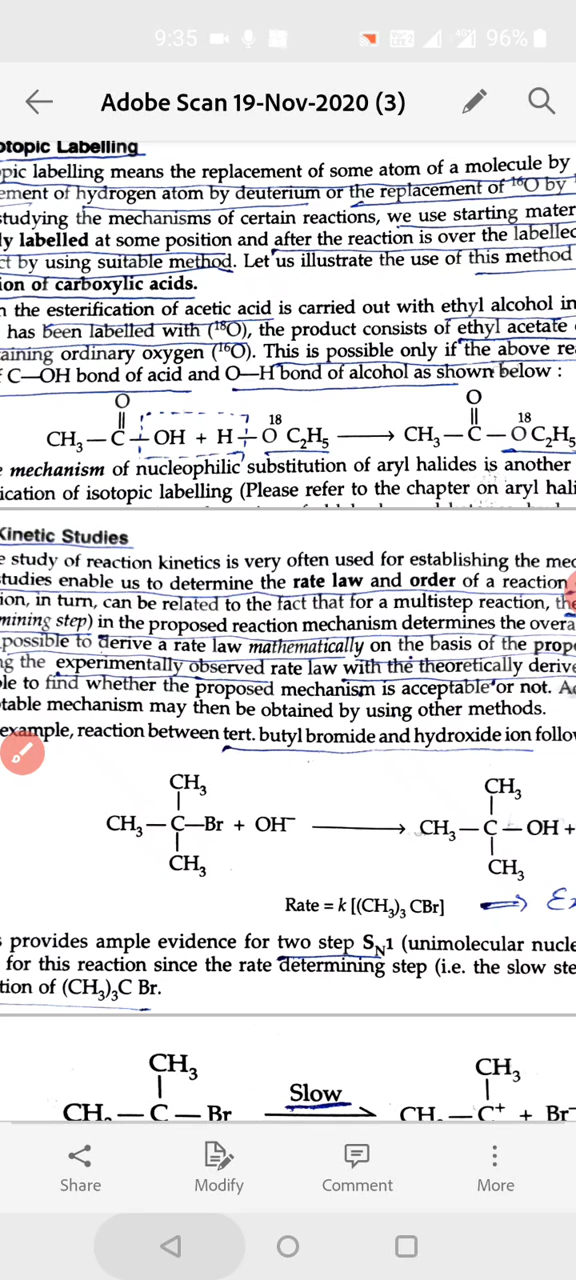 9:35 96%
Adobe Scan 19-Nov-2020 (3)
otopic Labelling
pic labelling means the replacement of some atom of a molecule by
ement of hydrogen atom by deuterium or the replacement of ¹⁶O by
studying the mechanisms of certain reactions, we use starting mater
ly labelled at some position and after the reaction is over the labelled
ct by using suitable method. Let us illustrate the use of this method
ion of carboxylic acids.
n the esterification of acetic acid is carried out with ethyl alcohol in
has been labelled with (¹⁸O), the product consists of ethyl acetate
aining ordinary oxygen (¹⁶O). This is possible only if the above re
f C—OH bond of acid and O—H bond of alcohol as shown below :
O O
|| 18 || 18
CH₃—C—OH + H—O C₂H₅ ⟶ CH₃—C—O C₂H₅
e mechanism of nucleophilic substitution of aryl halides is another
ication of isotopic labelling (Please refer to the chapter on aryl hali
Kinetic Studies
e study of reaction kinetics is very often used for establishing the mec
tudies enable us to determine the rate law and order of a reaction
ion, in turn, can be related to the fact that for a multistep reaction, the
mining step) in the proposed reaction mechanism determines the overa
possible to derive a rate law mathematically on the basis of the prop
ng the experimentally observed rate law with the theoretically derive
le to find whether the proposed mechanism is acceptable or not. A
table mechanism may then be obtained by using other methods.
example, reaction between tert. butyl bromide and hydroxide ion follo
CH₃ CH₃
| |
CH₃—C—Br + OH⁻ ⟶ CH₃—C—OH +
| |
CH₃ CH₃
Rate = k [(CH₃)₃ CBr] ⇒ Ex
s provides ample evidence for two step SN1 (unimolecular nucle
for this reaction since the rate determining step (i.e. the slow ste
tion of (CH₃)₃C Br.
CH₃ CH₃
| Slow |
CH₃—C—Br ⟶ CH₃—C⁺ + Br⁻
Share Modify Comment More